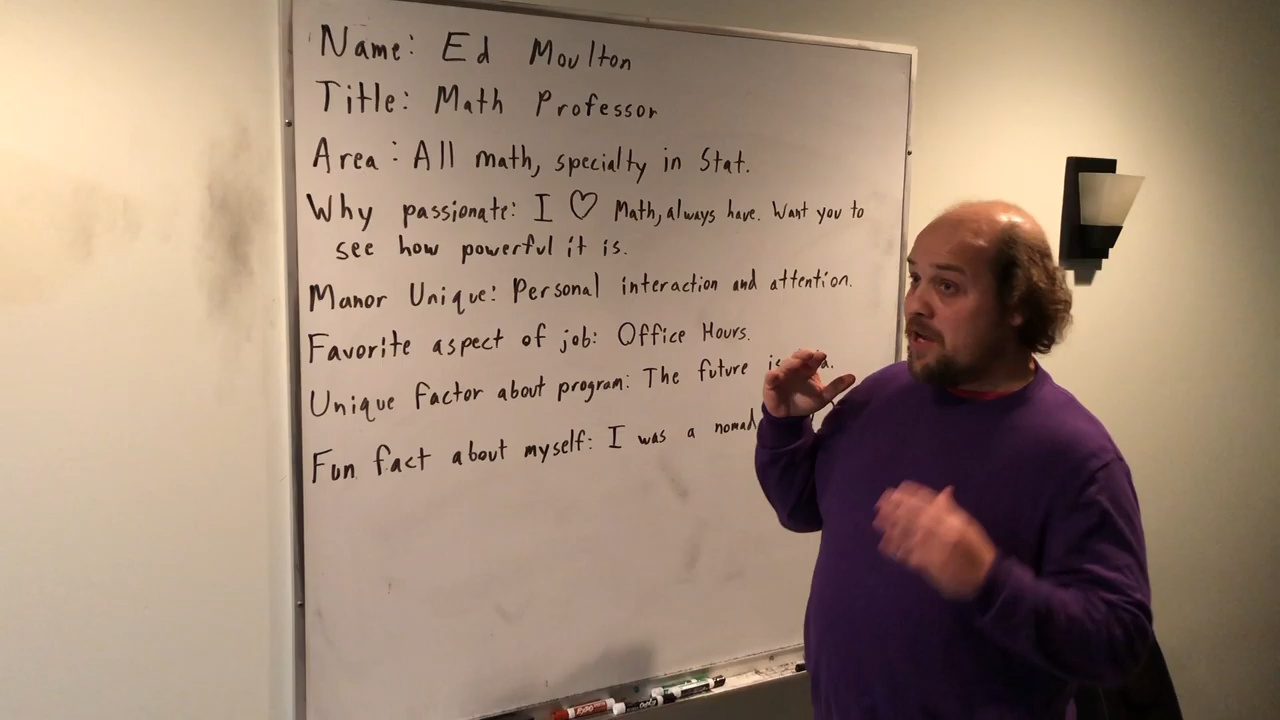 Name: Ed Moulton
Title: Math Professor
Area: All math, specialty in Stat.
Why passionate: I ♡ Math, always have. Want you to
see how powerful it is.
Manor Unique: Personal interaction and attention.
Favorite aspect of job: Office Hours.
Unique factor about program: The future is
Fun fact about myself: I was a nomad
EXPO
EXPO